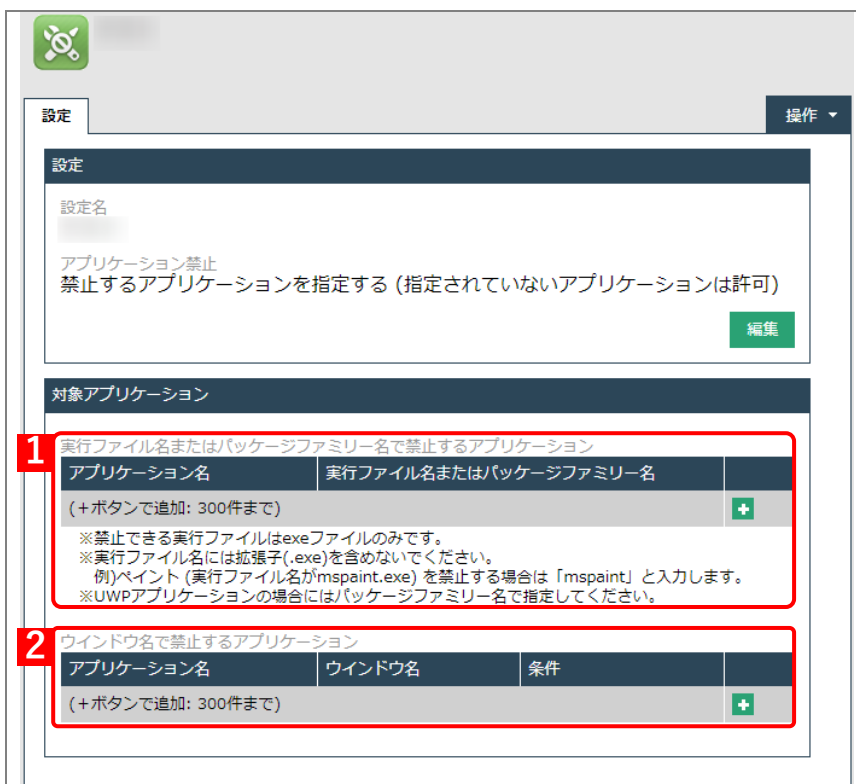 設定
操作
設定
設定名
アプリケーション禁止
禁止するアプリケーションを指定する (指定されていないアプリケーションは許可)
編集
対象アプリケーション
1
実行ファイル名またはパッケージファミリー名で禁止するアプリケーション
アプリケーション名 実行ファイル名またはパッケージファミリー名
(+ボタンで追加: 300件まで)
※禁止できる実行ファイルはexeファイルのみです。
※実行ファイル名には拡張子(.exe)を含めないでください。
例)ペイント (実行ファイル名がmspaint.exe) を禁止する場合は「mspaint」と入力します。
※UWPアプリケーションの場合にはパッケージファミリー名で指定してください。
2
ウインドウ名で禁止するアプリケーション
アプリケーション名 ウインドウ名 条件
(+ボタンで追加: 300件まで)